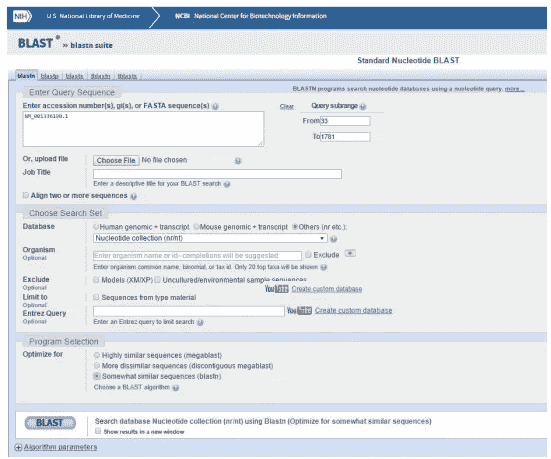 NIH U.S. National Library of Medicine NCBI National Center for Biotechnology Information
BLAST ® » blastn suite
Standard Nucleotide BLAST
blastn blastp blastx tblastn tblastx
BLASTN programs search nucleotide databases using a nucleotide query. more...
Enter Query Sequence
Enter accession number(s), gi(s), or FASTA sequence(s) Clear Query subrange
From 33
To 1781
Or, upload file Choose File No file chosen
Job Title
Enter a descriptive title for your BLAST search
Align two or more sequences
Choose Search Set
Database Human genomic + transcript Mouse genomic + transcript Others (nr etc.):
Nucleotide collection (nr/nt)
Organism
Optional
Enter organism name or id--completions will be suggested Exclude +
Enter organism common name, binomial, or tax id. Only 20 top taxa will be shown
Exclude Models (XM/XP) Uncultured/environmental sample sequences
Optional
YouTube Create custom database
Limit to Sequences from type material
Optional
Entrez Query YouTube Create custom database
Optional
Enter an Entrez query to limit search
Program Selection
Optimize for Highly similar sequences (megablast)
More dissimilar sequences (discontiguous megablast)
Somewhat similar sequences (blastn)
Choose a BLAST algorithm
BLAST Search database Nucleotide collection (nr/nt) using Blastn (Optimize for somewhat similar sequences)
Show results in a new window
Algorithm parameters